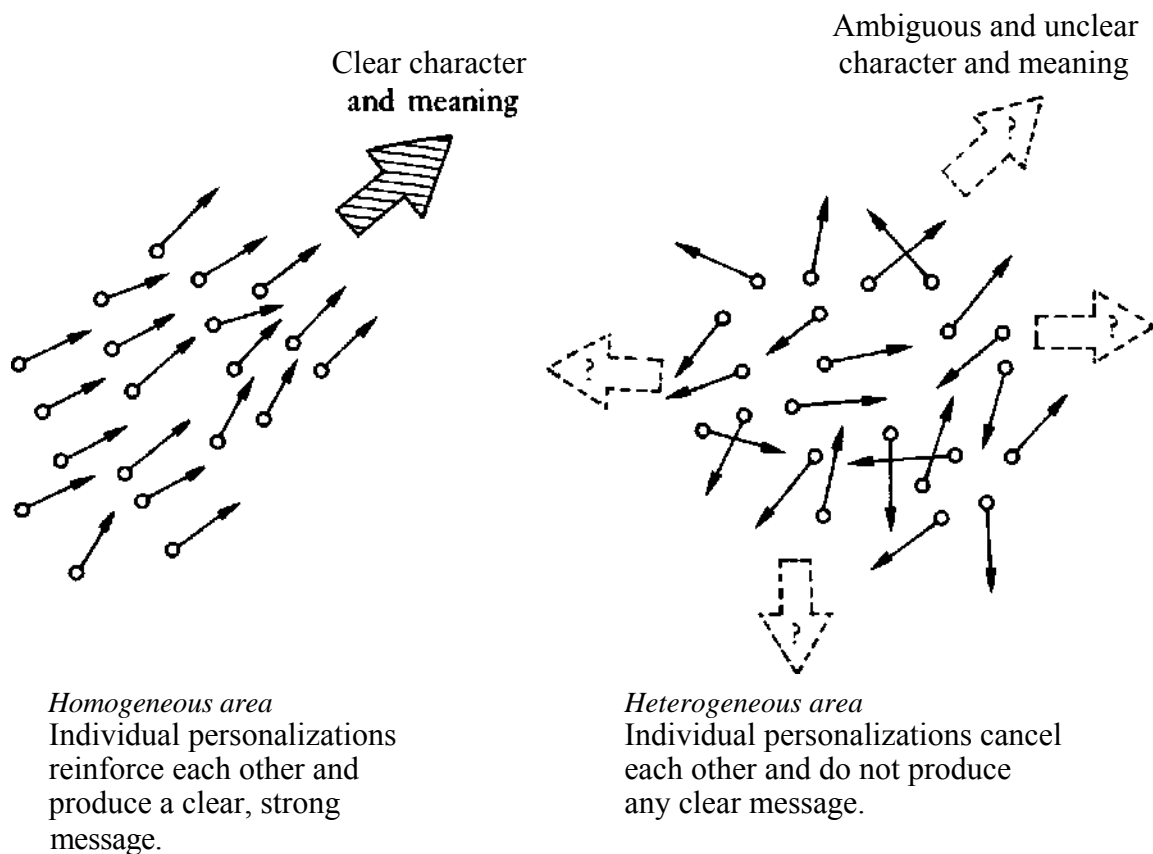 Clear character
and meaning
Ambiguous and unclear
character and meaning
?
?
?
?
Homogeneous area
Individual personalizations
reinforce each other and
produce a clear, strong
message.
Heterogeneous area
Individual personalizations cancel
each other and do not produce
any clear message.